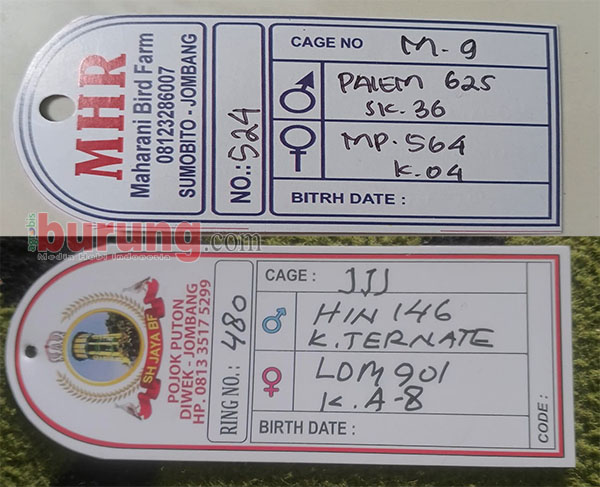 MHR
Maharani Bird Farm
08123286007
SUMOBITO - JOMBANG
NO.: 524
CAGE NO M-9
♂ PALEM 625
SK. 36
♀ MP. 564
K. 04
BITRH DATE :
agrobis
burung.com
Media Hobi Indonesia
SH JAYA BF
POJOK PUTON
DIWEK - JOMBANG
HP. 0813 3517 5299
RING NO.: 480
CAGE : JJJ
♂ HIN 146
K. TERNATE
♀ LDM 901
K. A-8
BIRTH DATE :
CODE :